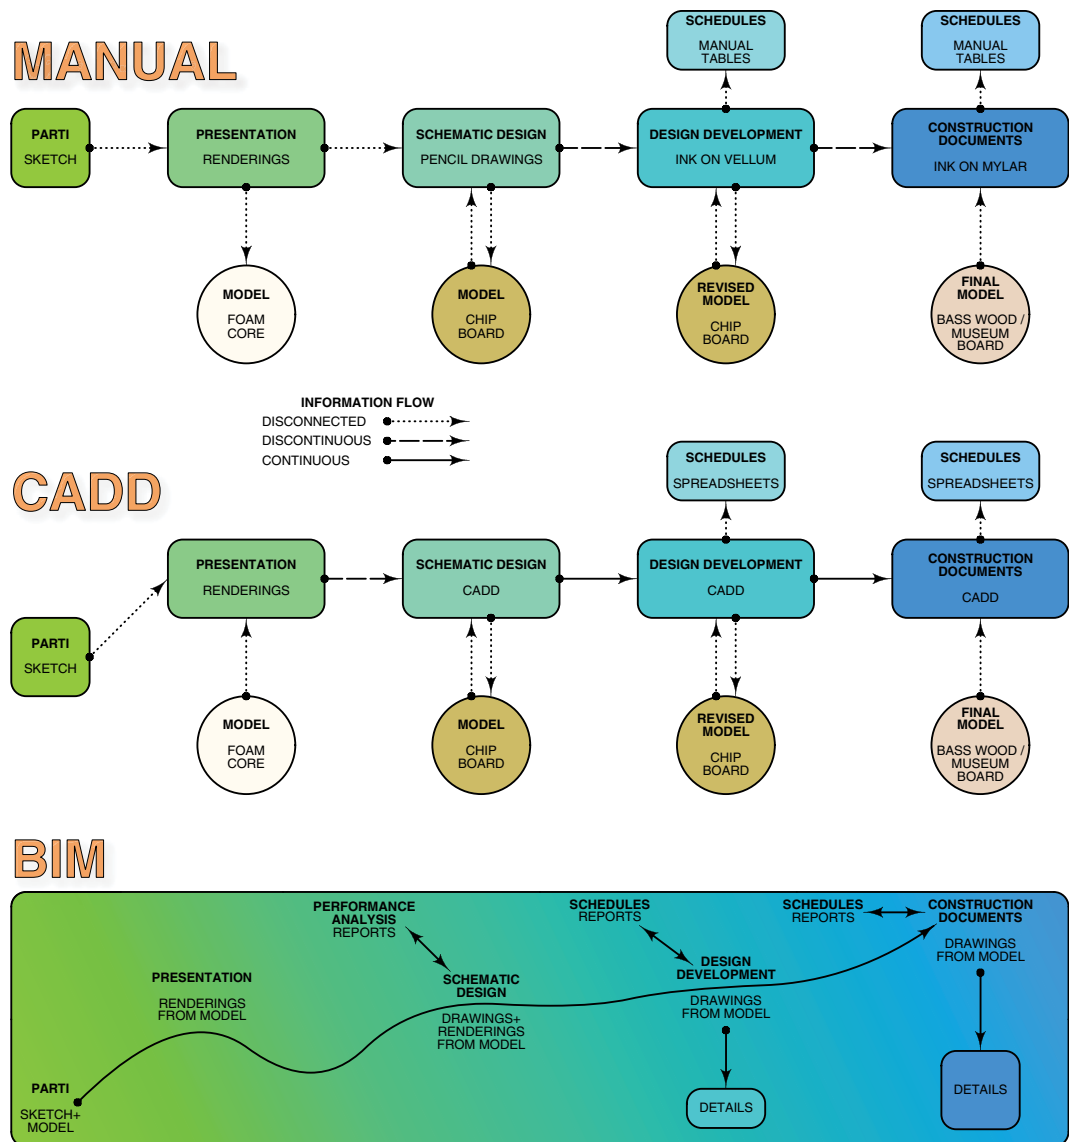 MANUAL
SCHEDULES
MANUAL
TABLES
SCHEDULES
MANUAL
TABLES
PARTI
SKETCH
PRESENTATION
RENDERINGS
SCHEMATIC DESIGN
PENCIL DRAWINGS
DESIGN DEVELOPMENT
INK ON VELLUM
CONSTRUCTION
DOCUMENTS
INK ON MYLAR
MODEL
FOAM
CORE
MODEL
CHIP
BOARD
REVISED
MODEL
CHIP
BOARD
FINAL
MODEL
BASS WOOD /
MUSEUM
BOARD
INFORMATION FLOW
DISCONNECTED
DISCONTINUOUS
CONTINUOUS
CADD
SCHEDULES
SPREADSHEETS
SCHEDULES
SPREADSHEETS
PARTI
SKETCH
PRESENTATION
RENDERINGS
SCHEMATIC DESIGN
CADD
DESIGN DEVELOPMENT
CADD
CONSTRUCTION
DOCUMENTS
CADD
MODEL
FOAM
CORE
MODEL
CHIP
BOARD
REVISED
MODEL
CHIP
BOARD
FINAL
MODEL
BASS WOOD /
MUSEUM
BOARD
BIM
PARTI
SKETCH+
MODEL
PRESENTATION
RENDERINGS
FROM MODEL
PERFORMANCE
ANALYSIS
REPORTS
SCHEMATIC
DESIGN
DRAWINGS+
RENDERINGS
FROM MODEL
SCHEDULES
REPORTS
DESIGN
DEVELOPMENT
DRAWINGS
FROM MODEL
DETAILS
SCHEDULES
REPORTS
CONSTRUCTION
DOCUMENTS
DRAWINGS
FROM MODEL
DETAILS